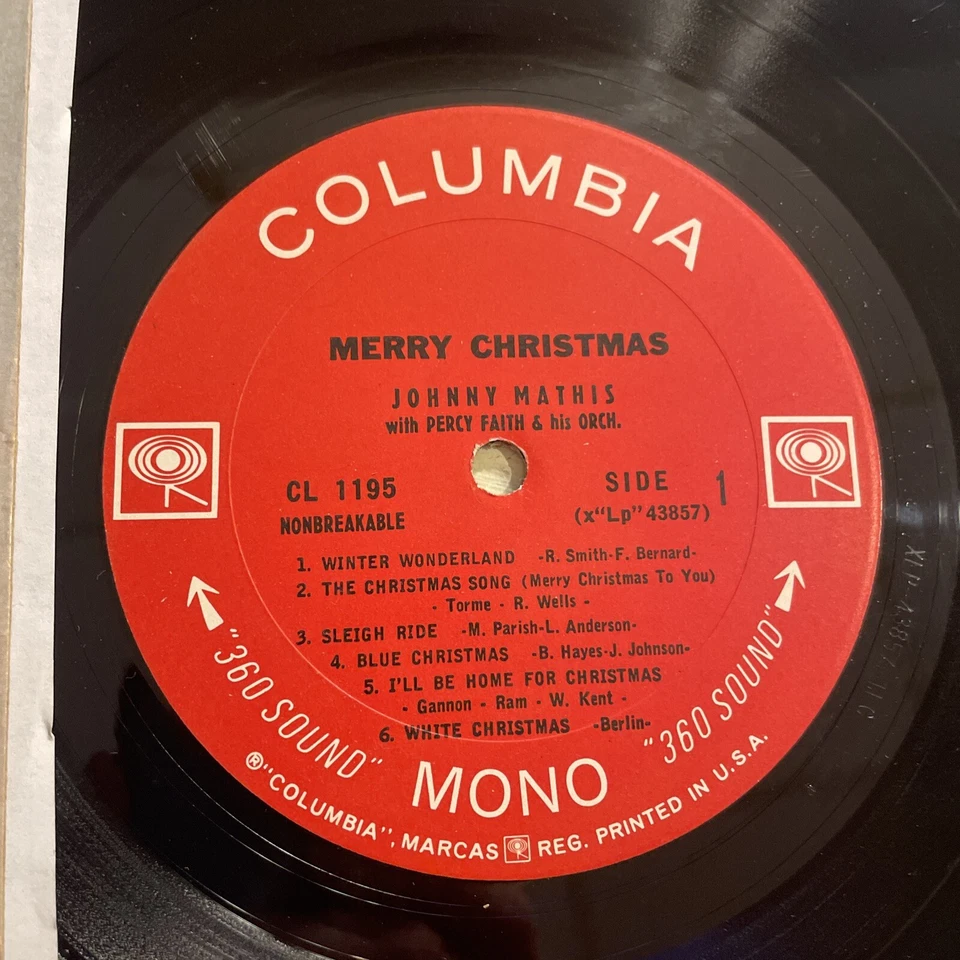 COLUMBIA
MERRY CHRISTMAS
JOHNNY MATHIS
with PERCY FAITH & his ORCH.
CL 1195
NONBREAKABLE
SIDE 1
(x"Lp"43857)
1. WINTER WONDERLAND -R. Smith-F. Bernard-
2. THE CHRISTMAS SONG (Merry Christmas To You)
- Torme - R. Wells -
3. SLEIGH RIDE -M. Parish-L. Anderson-
4. BLUE CHRISTMAS -B. Hayes-J. Johnson-
5. I'LL BE HOME FOR CHRISTMAS
- Gannon - Ram - W. Kent -
6. WHITE CHRISTMAS -Berlin-
"360 SOUND"
MONO
"360 SOUND"
®"COLUMBIA", MARCAS REG. PRINTED IN U.S.A.